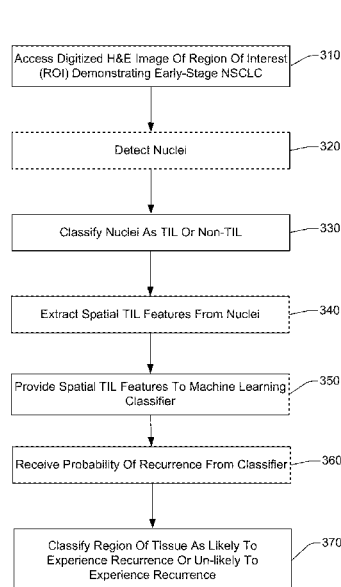 Access Digitized H&E Image Of Region Of Interest
(ROI) Demonstrating Early-Stage NSCLC
310
Detect Nuclei
320
Classify Nuclei As TIL Or Non-TIL
330
Extract Spatial TIL Features From Nuclei
340
Provide Spatial TIL Features To Machine Learning
Classifier
350
Receive Probability Of Recurrence From Classifier
360
Classify Region Of Tissue As Likely To
Experience Recurrence Or Un-likely To
Experience Recurrence
370